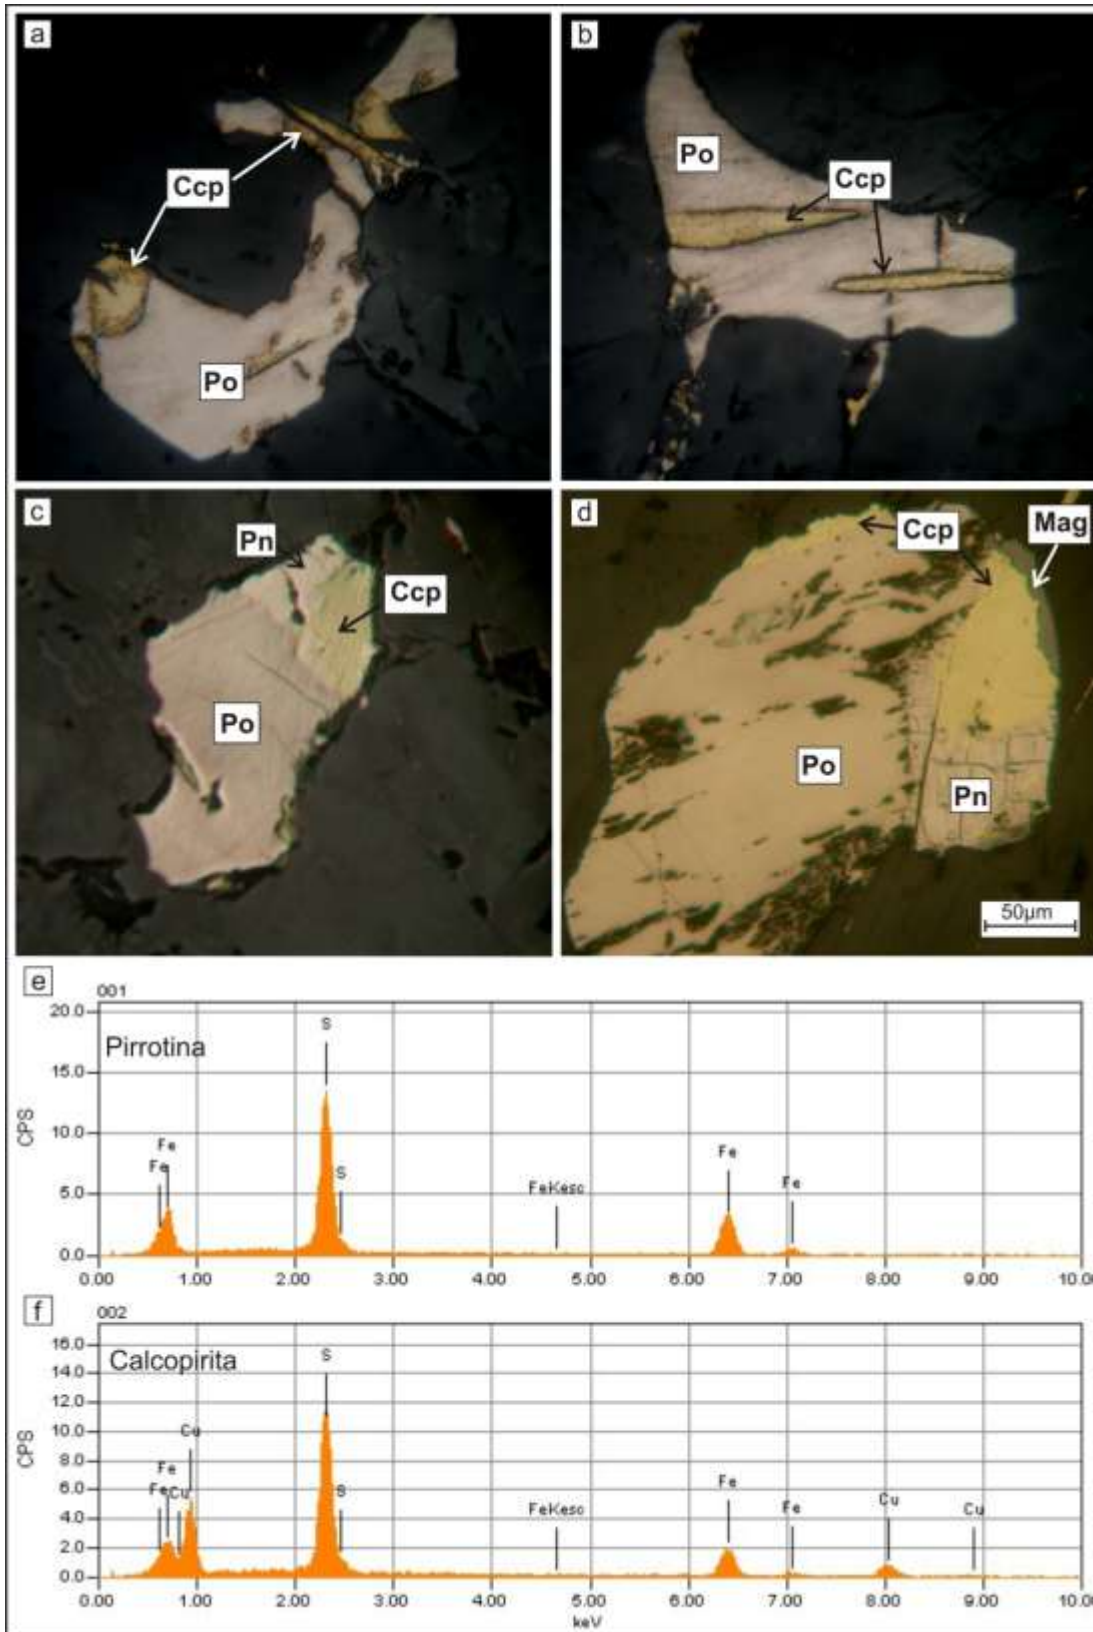 a
Ccp
Po
b
Po
Ccp
c
Pn
Ccp
Po
d
Ccp
Mag
Po
Pn
50µm
e
001
Pirrotina
CPS
20.0
15.0
10.0
5.0
0.0
Fe
Fe
S
S
FeKesc
Fe
Fe
0.00 1.00 2.00 3.00 4.00 5.00 6.00 7.00 8.00 9.00 10.00
f
002
Calcopirita
CPS
16.0
14.0
12.0
10.0
8.0
6.0
4.0
2.0
0.0
Fe
Fe
Cu
Cu
S
S
FeKesc
Fe
Fe
Cu
Cu
0.00 1.00 2.00 3.00 4.00 5.00 6.00 7.00 8.00 9.00 10.00
keV